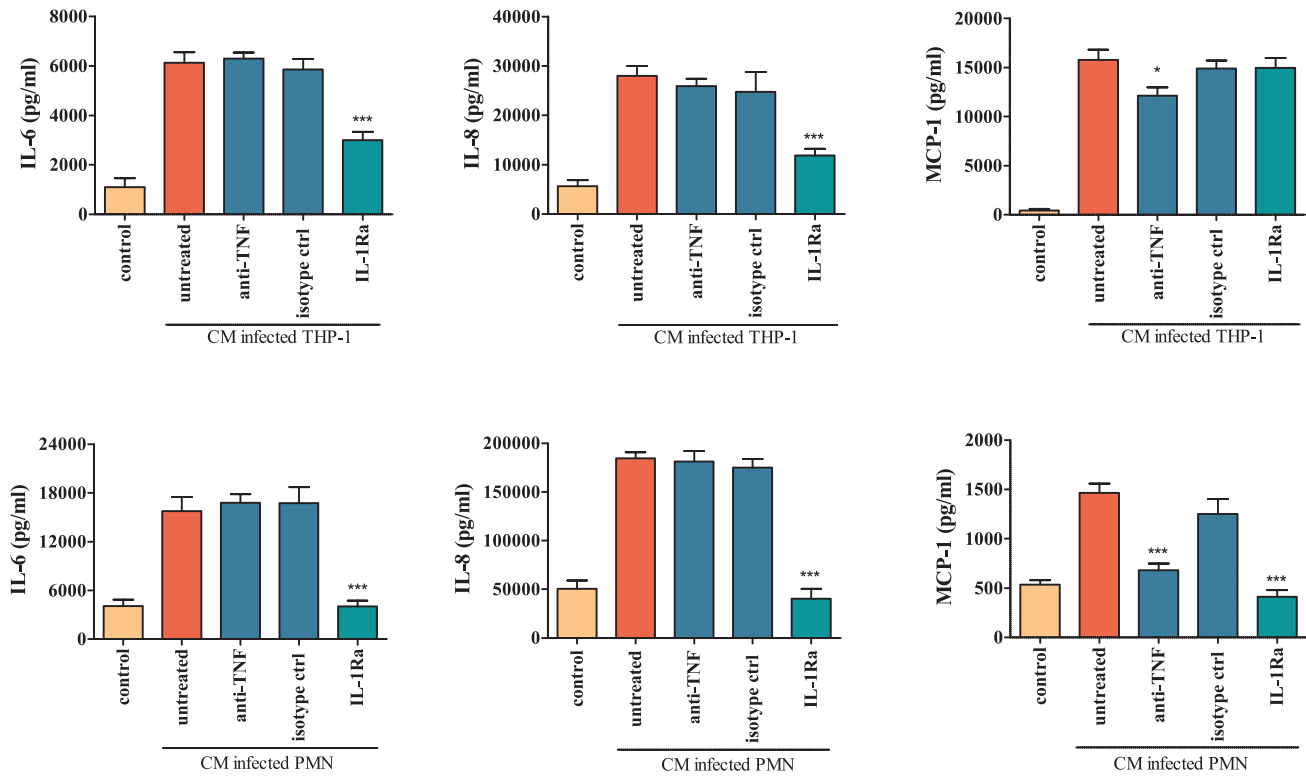 IL-6 (pg/ml)
8000
6000
4000
2000
0
***
control
untreated
anti-TNF
isotype ctrl
IL-1Ra
CM infected THP-1
IL-8 (pg/ml)
40000
30000
20000
10000
0
***
control
untreated
anti-TNF
isotype ctrl
IL-1Ra
CM infected THP-1
MCP-1 (pg/ml)
20000
15000
10000
5000
0
*
control
untreated
anti-TNF
isotype ctrl
IL-1Ra
CM infected THP-1
IL-6 (pg/ml)
24000
18000
12000
6000
0
***
control
untreated
anti-TNF
isotype ctrl
IL-1Ra
CM infected PMN
IL-8 (pg/ml)
200000
150000
100000
50000
0
***
control
untreated
anti-TNF
isotype ctrl
IL-1Ra
CM infected PMN
MCP-1 (pg/ml)
2000
1500
1000
500
0
***
***
control
untreated
anti-TNF
isotype ctrl
IL-1Ra
CM infected PMN